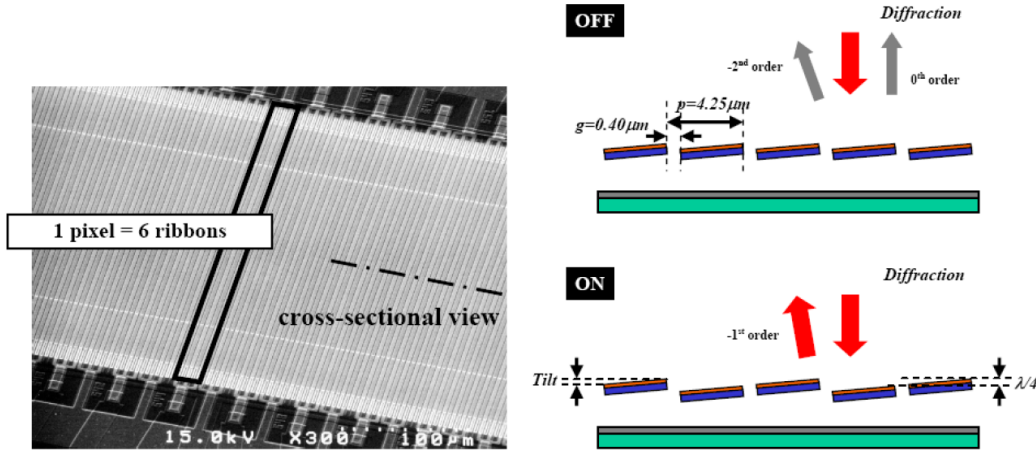 1 pixel = 6 ribbons
cross-sectional view
15.0kV X300 100μm
OFF
Diffraction
-2nd order
0th order
p=4.25μm
g=0.40μm
ON
Diffraction
-1st order
Tilt
λ/4